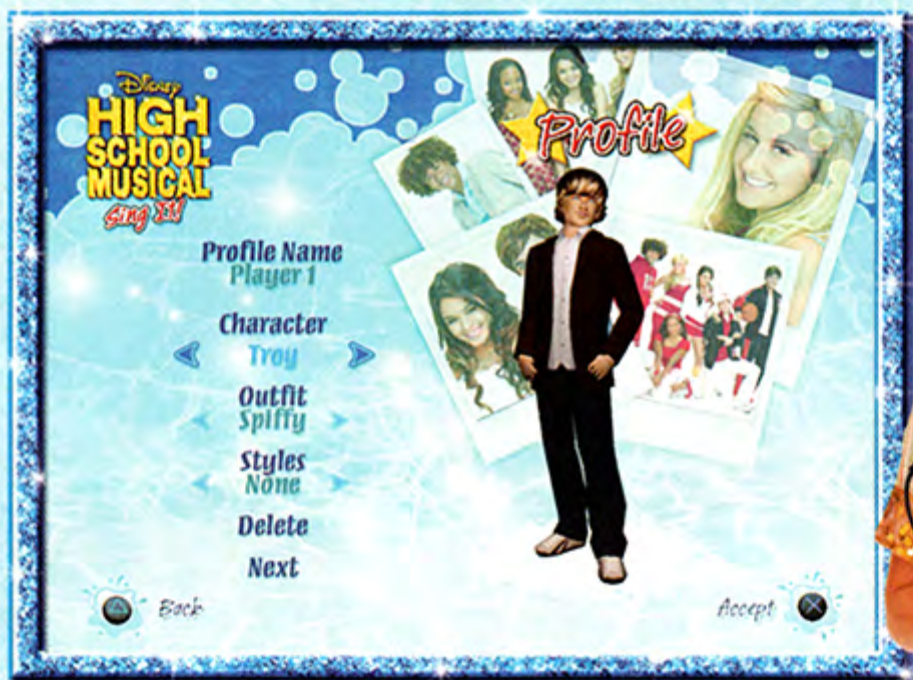 Disney
HIGH
SCHOOL
MUSICAL
Sing It!
Profile
Profile Name
Player 1
Character
Troy
Outfit
Spiffy
Styles
None
Delete
Next
Back
Accept